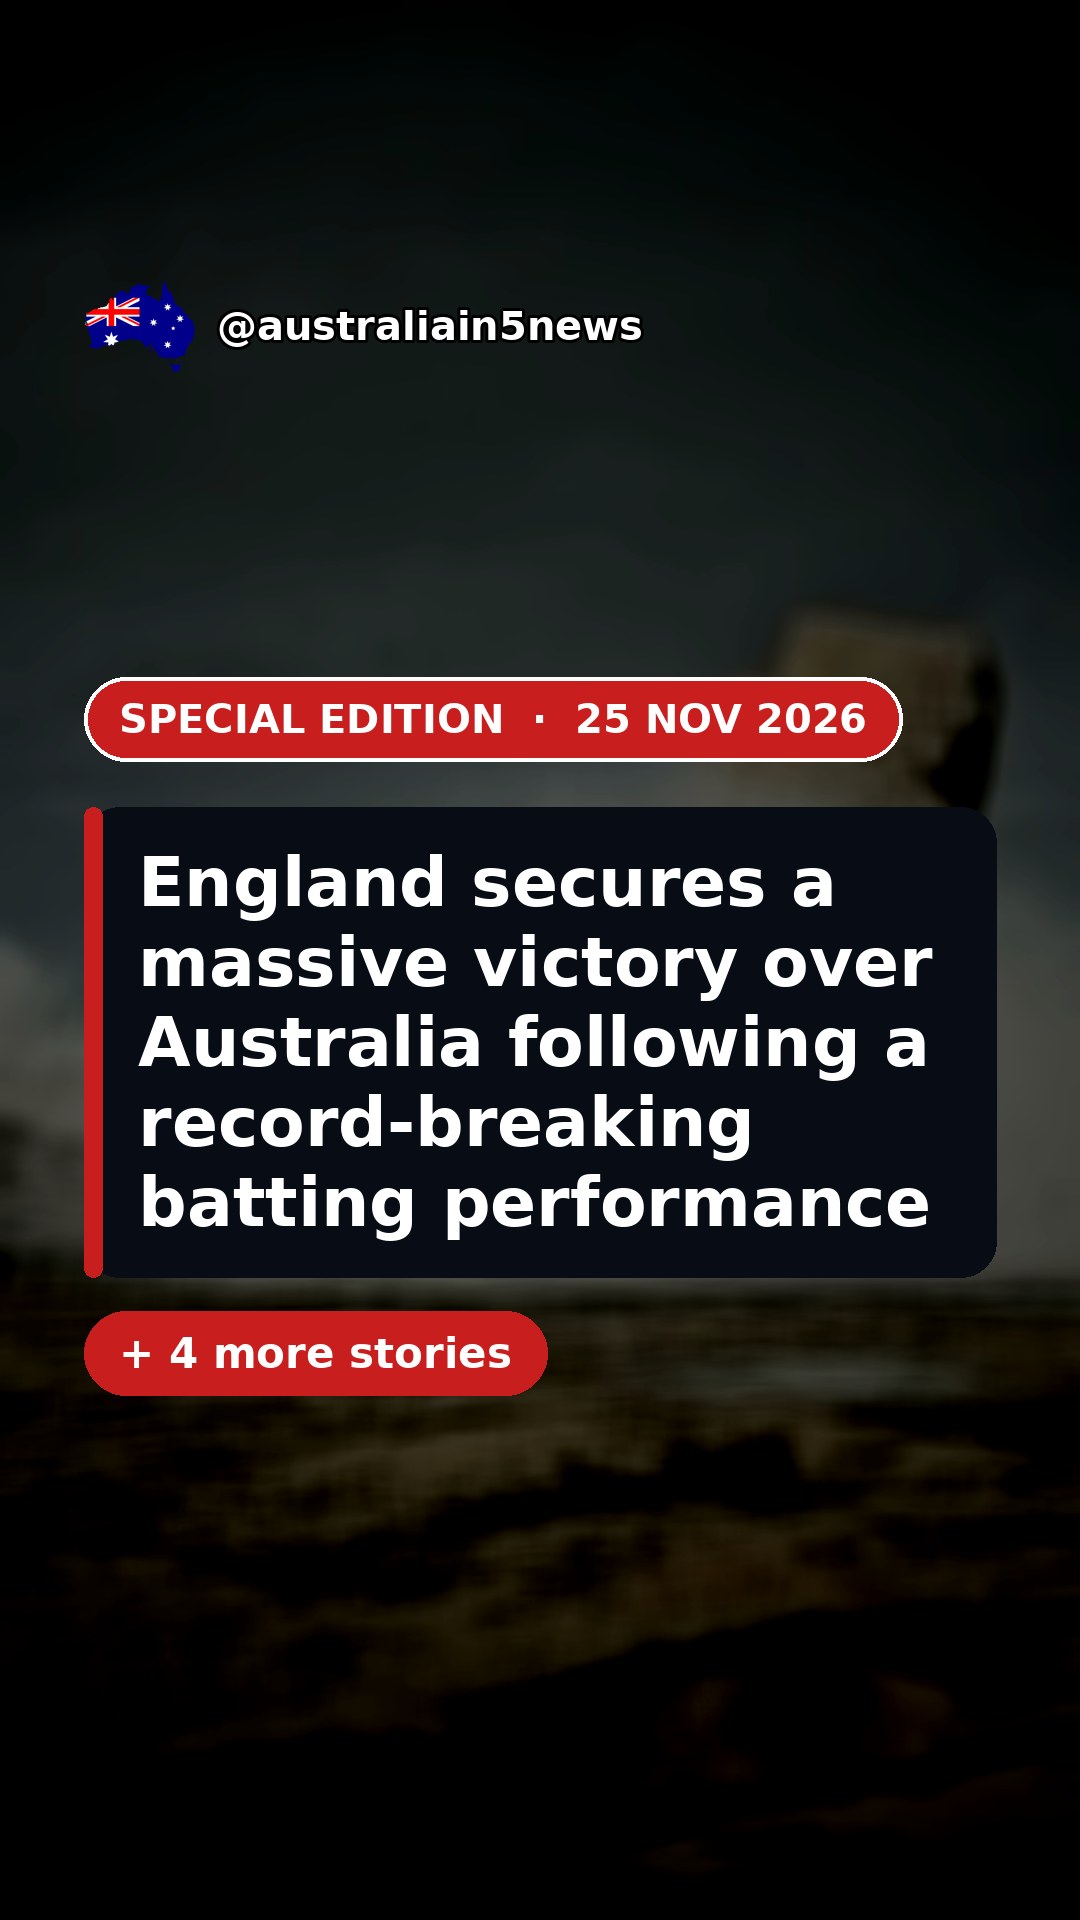 @australiain5news
SPECIAL EDITION · 25 NOV 2026
England secures a
massive victory over
Australia following a
record-breaking
batting performance
+ 4 more stories